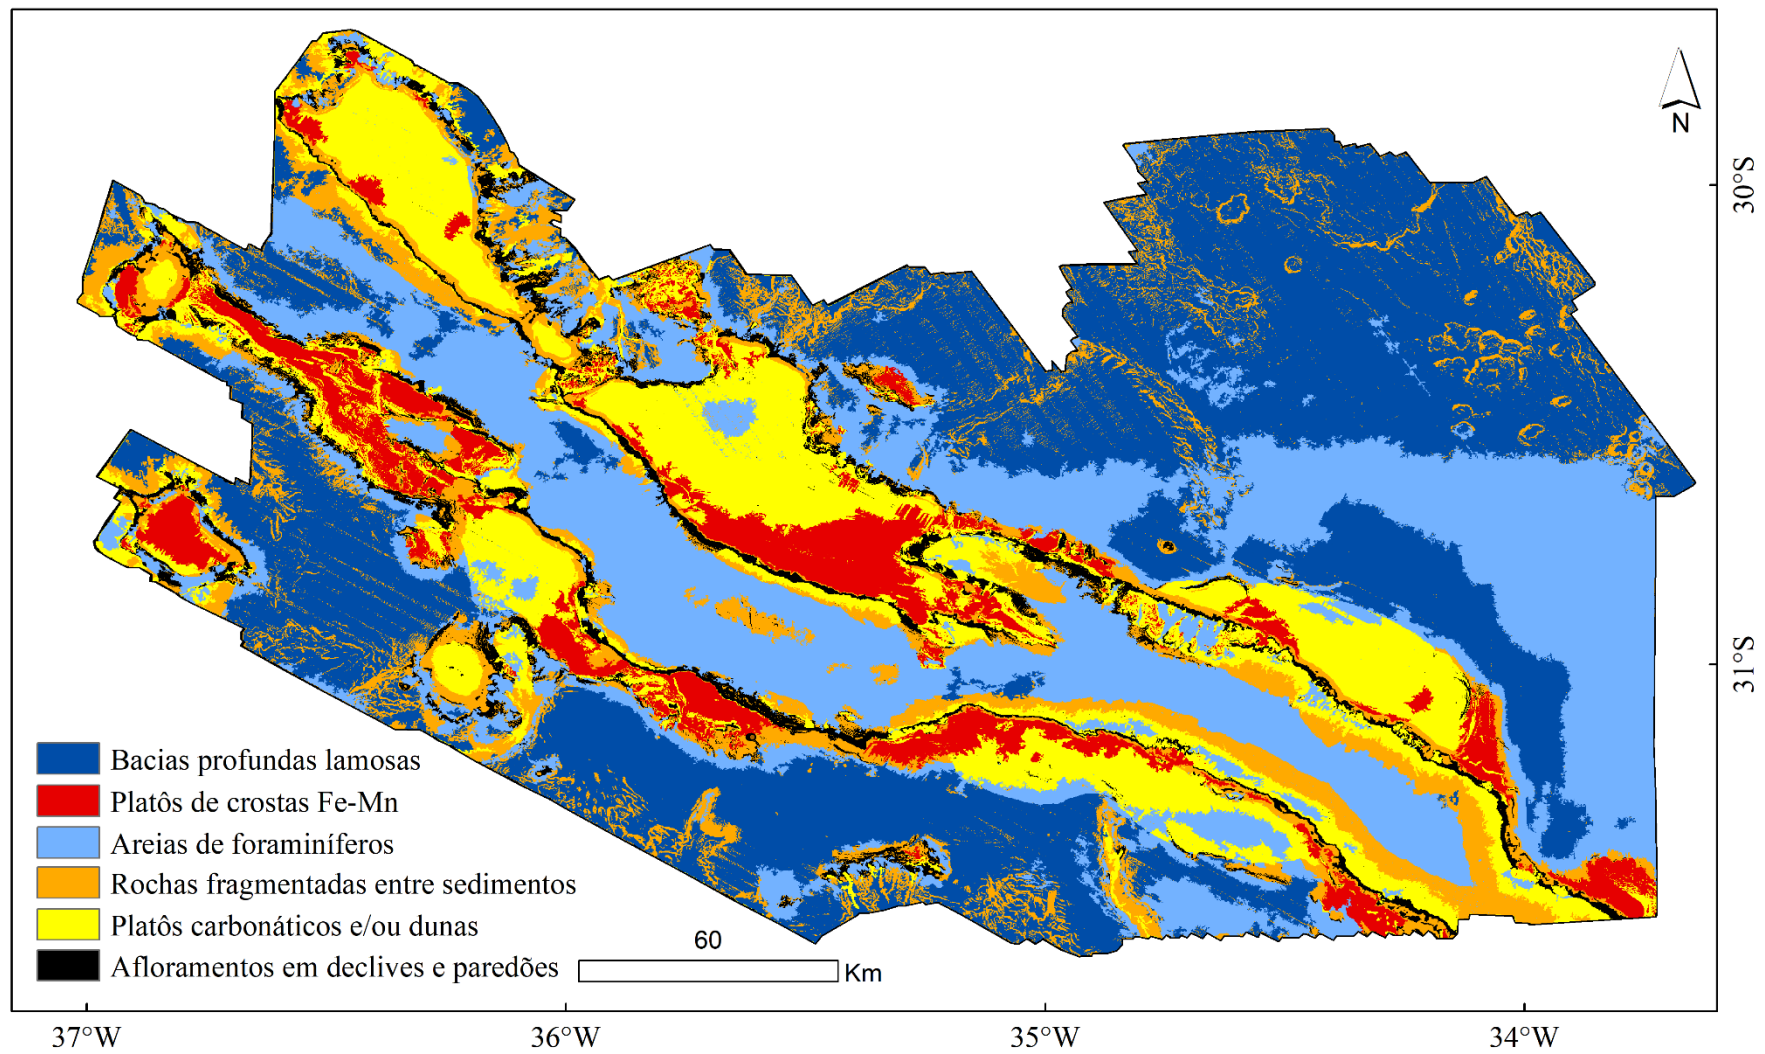 N
30°S
31°S
Bacias profundas lamosas
Platôs de crostas Fe-Mn
Areias de foraminíferos
Rochas fragmentadas entre sedimentos
Platôs carbonáticos e/ou dunas
Afloramentos em declives e paredões
60
Km
37°W
36°W
35°W
34°W